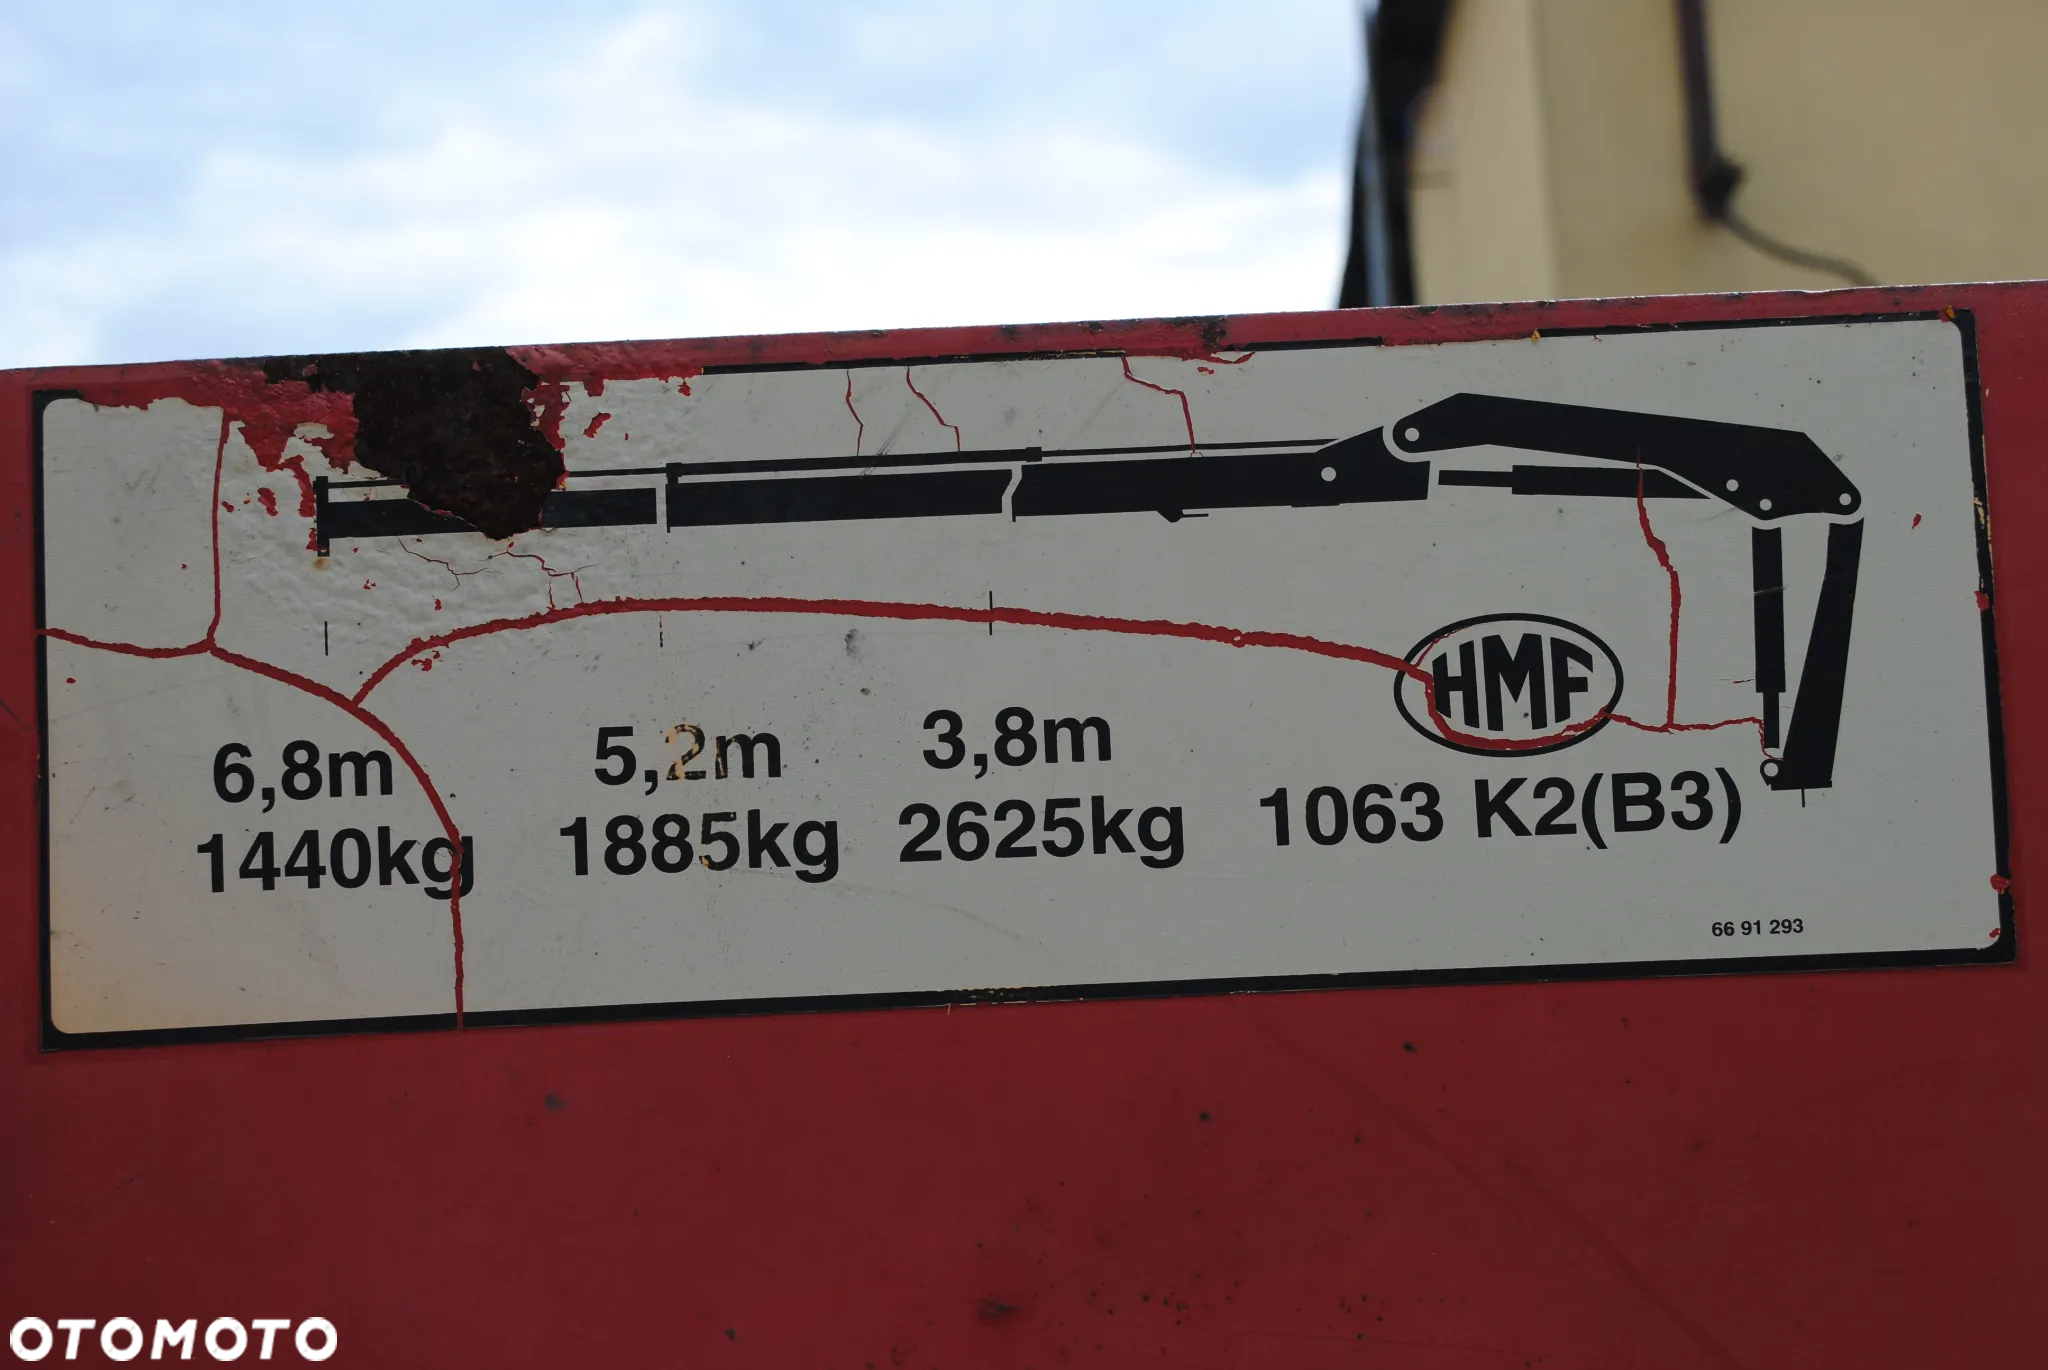 HMF
6,8m 5,2m 3,8m
1440kg 1885kg 2625kg 1063 K2(B3)
66 91 293
OTOMOTO